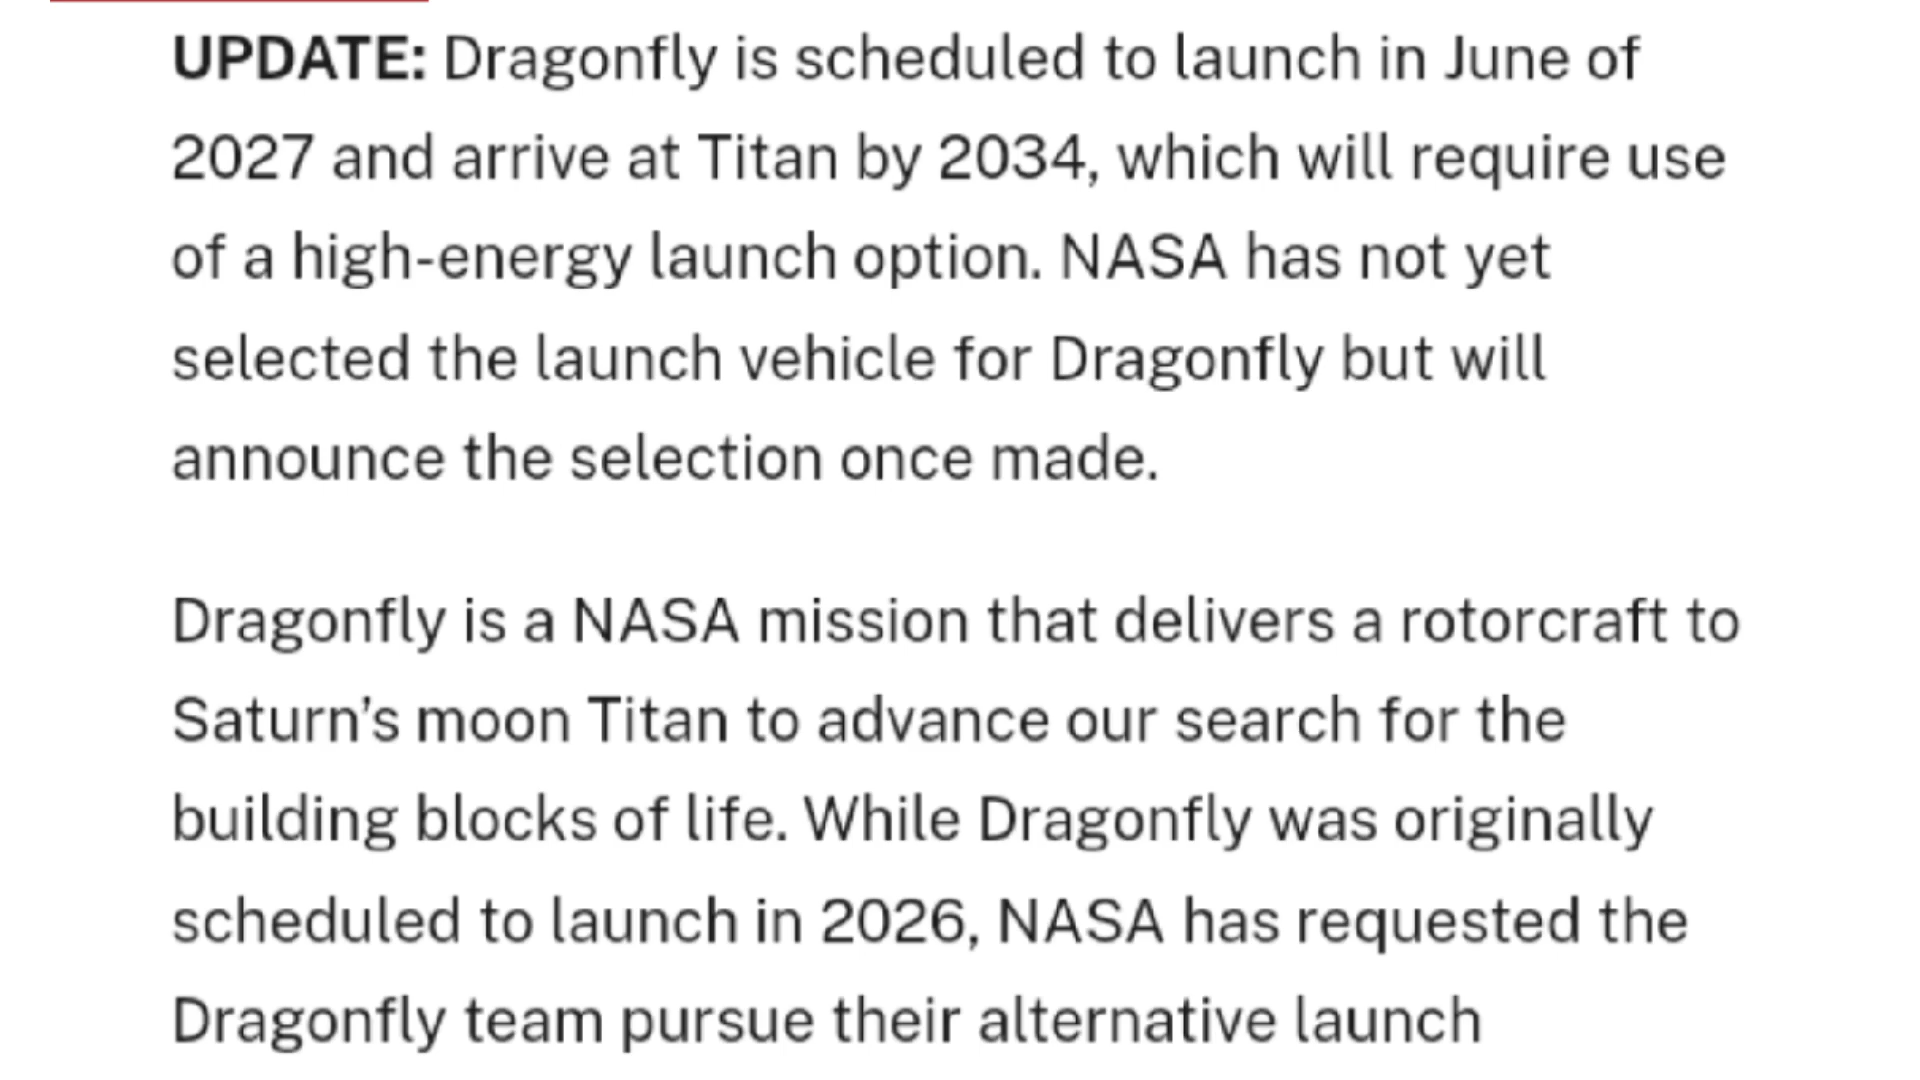 UPDATE: Dragonfly is scheduled to launch in June of
2027 and arrive at Titan by 2034, which will require use
of a high-energy launch option. NASA has not yet
selected the launch vehicle for Dragonfly but will
announce the selection once made.
Dragonfly is a NASA mission that delivers a rotorcraft to
Saturn’s moon Titan to advance our search for the
building blocks of life. While Dragonfly was originally
scheduled to launch in 2026, NASA has requested the
Dragonfly team pursue their alternative launch